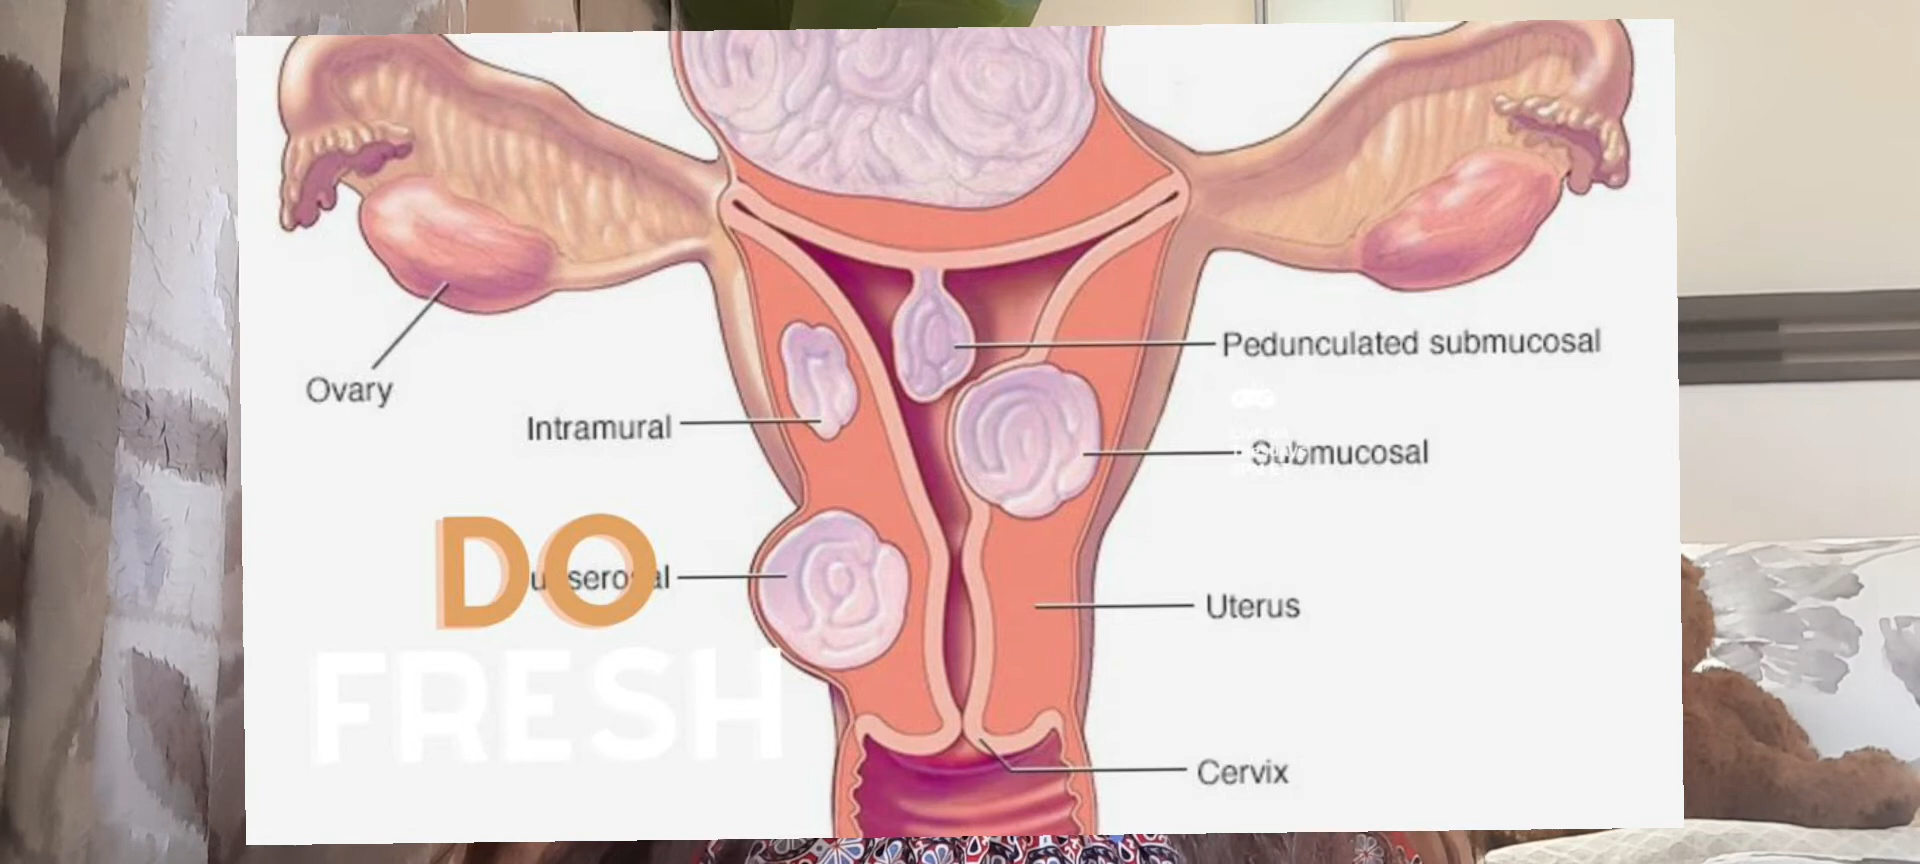 Pedunculated submucosal
Ovary
Intramural
Submucosal
DO
FRESH
Uterus
Cervix